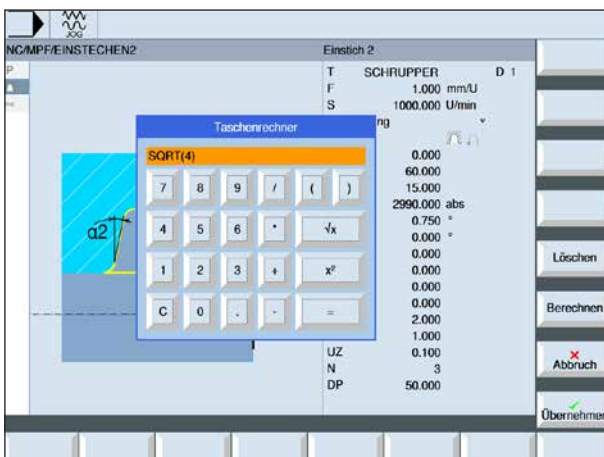 JOG
NC/MPF/EINSTECHEN2
Einstich 2
P
T SCHRUPPER D 1
F 1.000 mm/U
S 1000.000 U/min
ng
Taschenrechner
SQRT(4)
7 8 9 / ( )
4 5 6 * √x
1 2 3 + x²
C 0 . - =
α2
0.000
60.000
15.000
2990.000 abs
0.750 °
0.000 °
0.000
0.000
0.000
0.000
2.000
1.000
UZ 0.100
N 3
DP 50.000
Löschen
Berechnen
Abbruch
Übernehmen